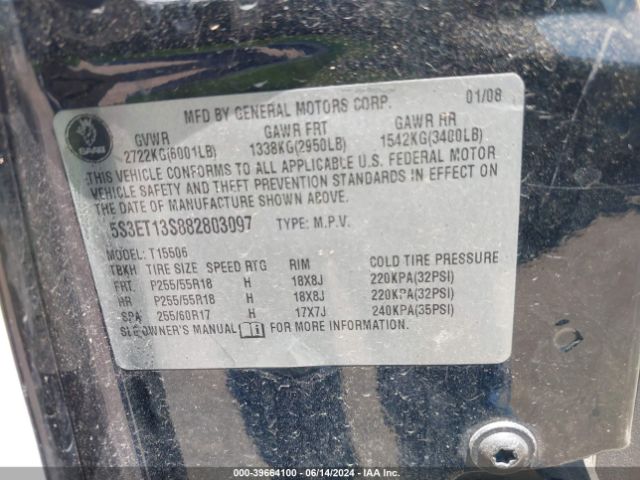 MFD BY GENERAL MOTORS CORP. 01/08
GVWR GAWR FRT GAWR RR
2722KG(6001LB) 1338KG(2950LB) 1542KG(3400LB)
THIS VEHICLE CONFORMS TO ALL APPLICABLE U.S. FEDERAL MOTOR
VEHICLE SAFETY AND THEFT PREVENTION STANDARDS IN EFFECT ON
THE DATE OF MANUFACTURE SHOWN ABOVE.
5S3ET13S882803097 TYPE: M.P.V.
MODEL: T15506
TBKH TIRE SIZE SPEED RTG RIM COLD TIRE PRESSURE
FRT. P255/55R18 H 18X8J 220KPA(32PSI)
RR P255/55R18 H 18X8J 220KPA(32PSI)
SPA 255/60R17 H 17X7J 240KPA(35PSI)
SEE OWNER'S MANUAL FOR MORE INFORMATION.
000-39664100 - 06/14/2024 - IAA Inc.